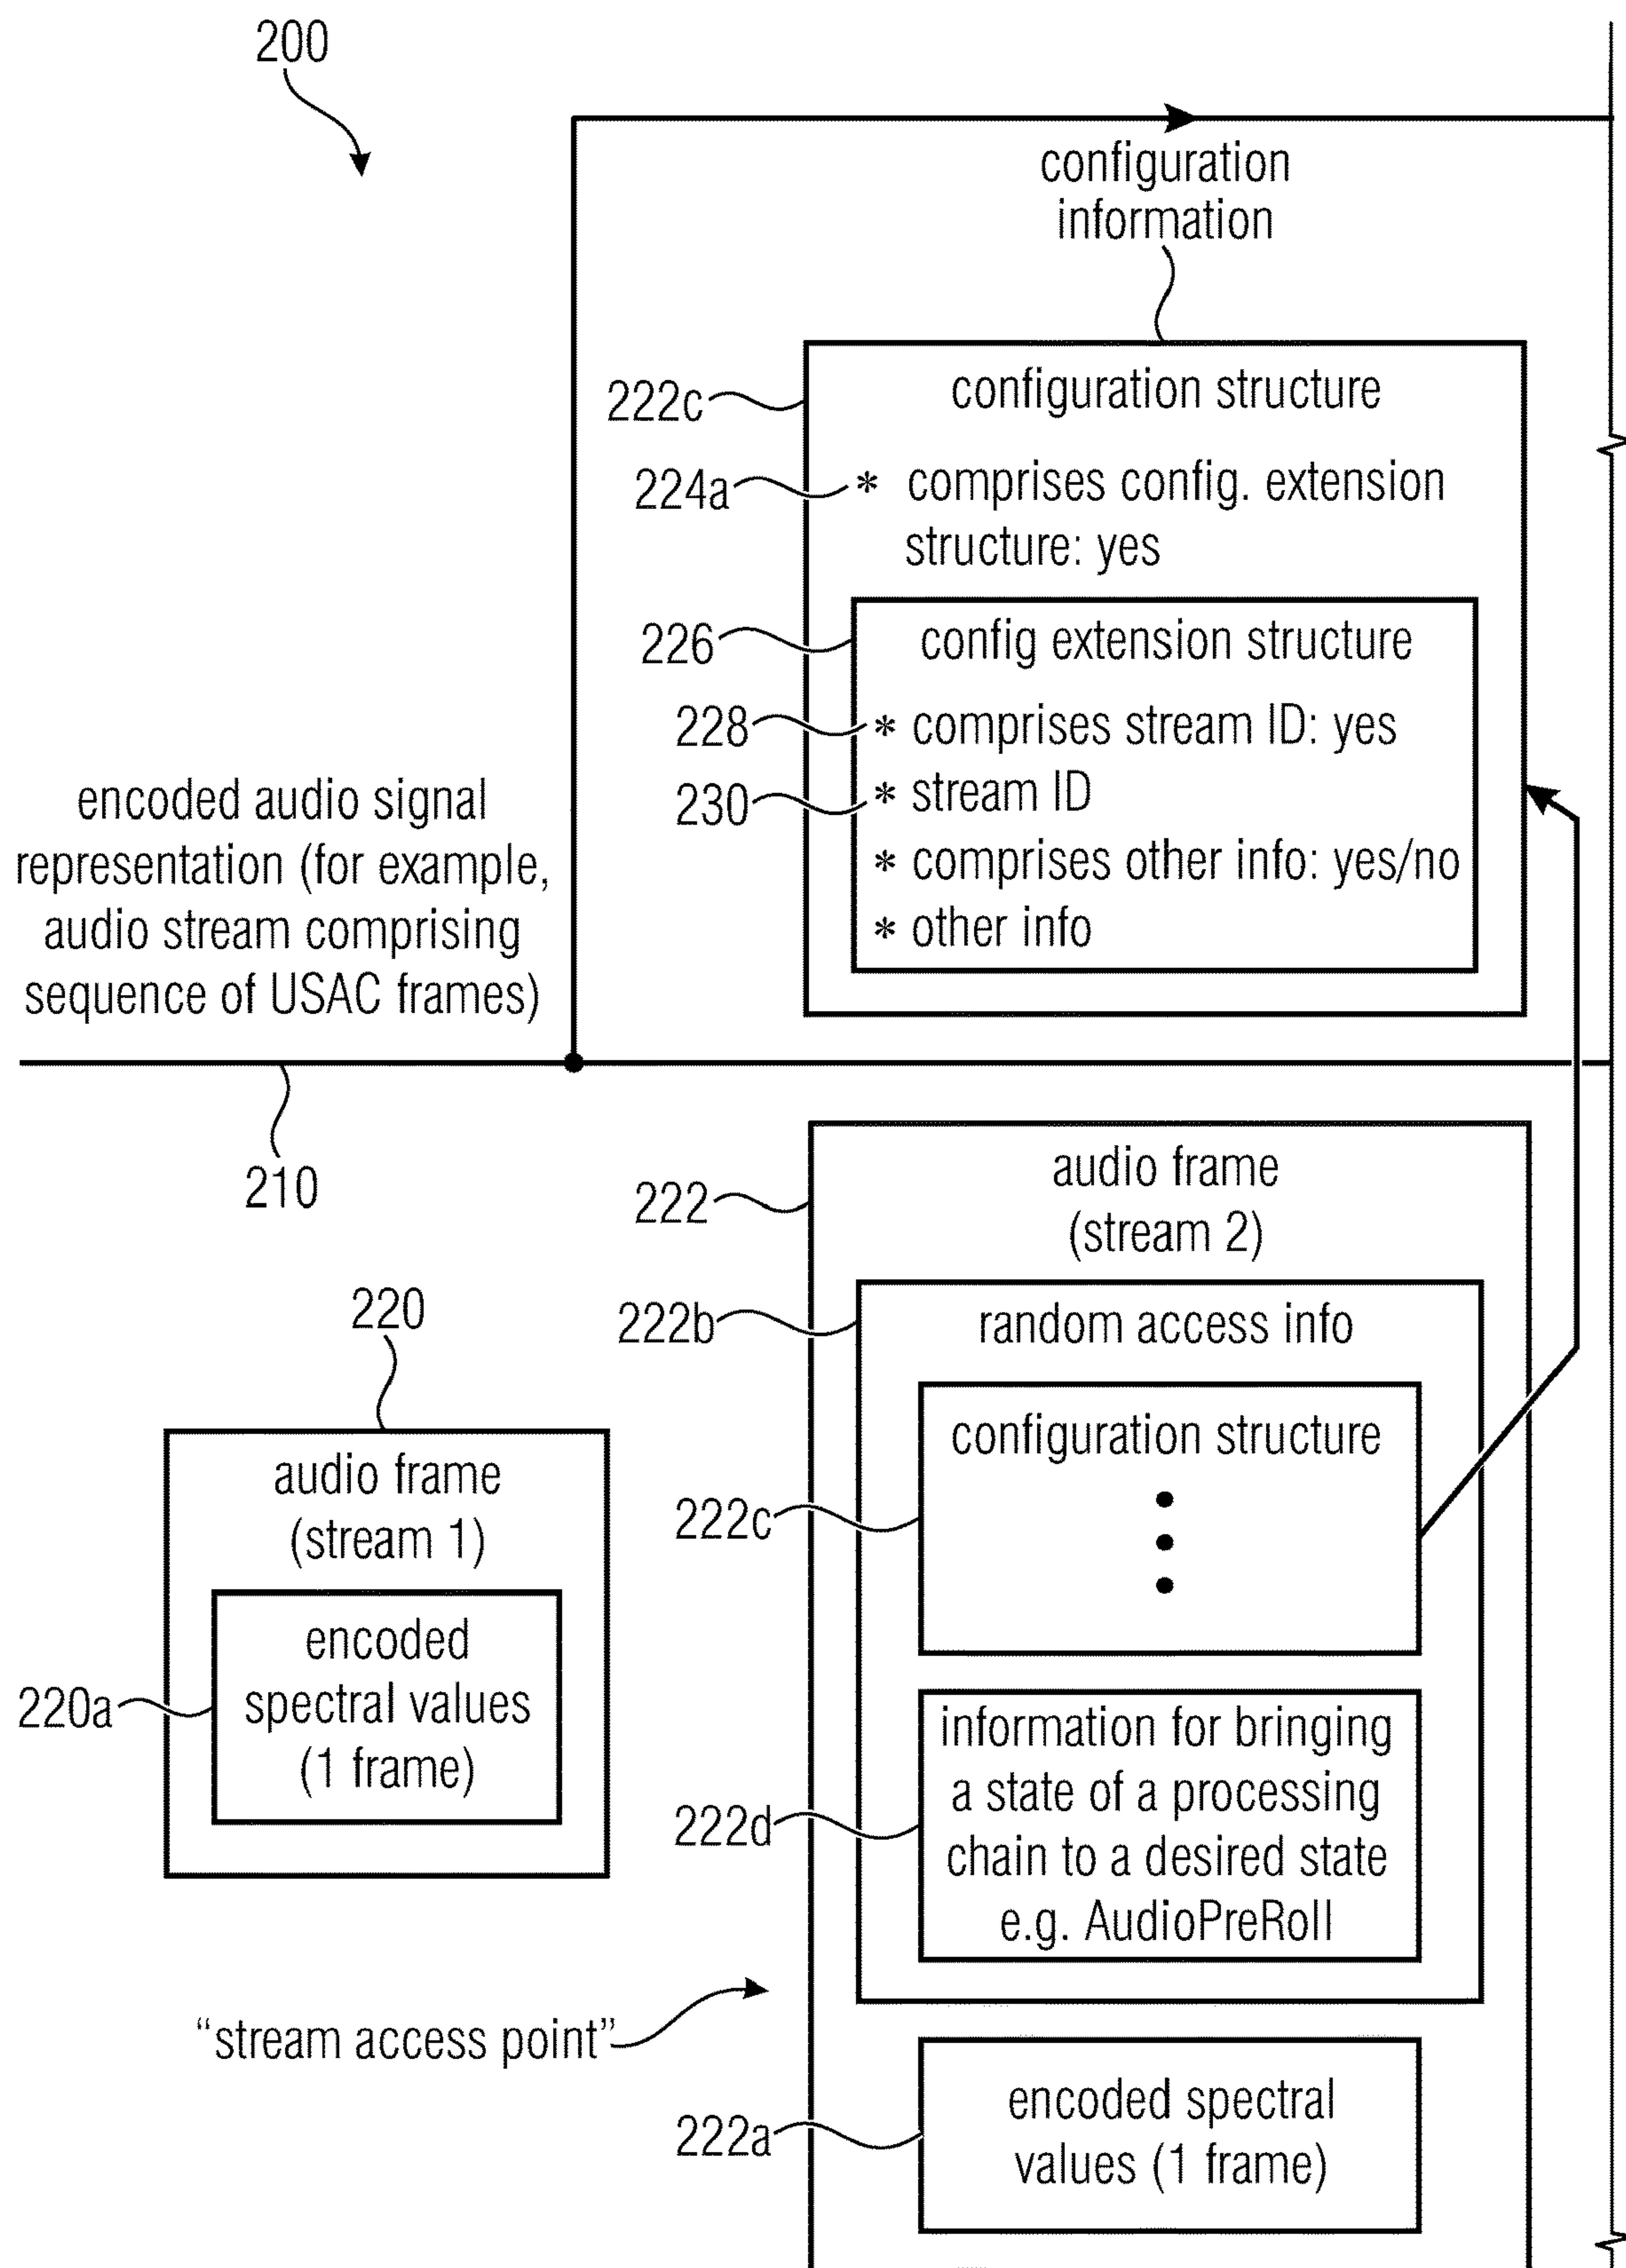 200
configuration
information
222c
configuration structure
224a
* comprises config. extension
structure: yes
226
config extension structure
228
* comprises stream ID: yes
230
* stream ID
* comprises other info: yes/no
* other info
encoded audio signal
representation (for example,
audio stream comprising
sequence of USAC frames)
210
222
audio frame
(stream 2)
222b
random access info
222c
configuration structure
220
audio frame
(stream 1)
220a
encoded
spectral values
(1 frame)
222d
information for bringing
a state of a processing
chain to a desired state
e.g. AudioPreRoll
“stream access point”
222a
encoded spectral
values (1 frame)